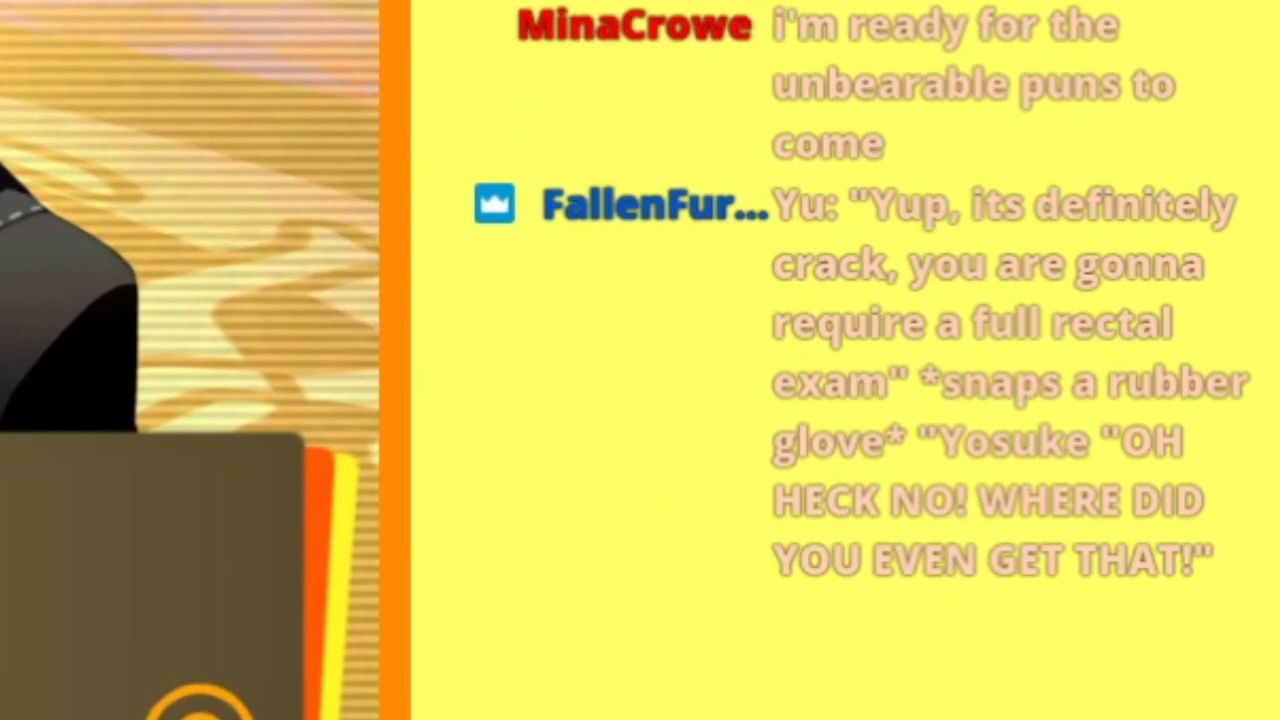 MinaCrowe i'm ready for the
unbearable puns to
come
FallenFur... Yu: "Yup, its definitely
crack, you are gonna
require a full rectal
exam" *snaps a rubber
glove* "Yosuke "OH
HECK NO! WHERE DID
YOU EVEN GET THAT!"